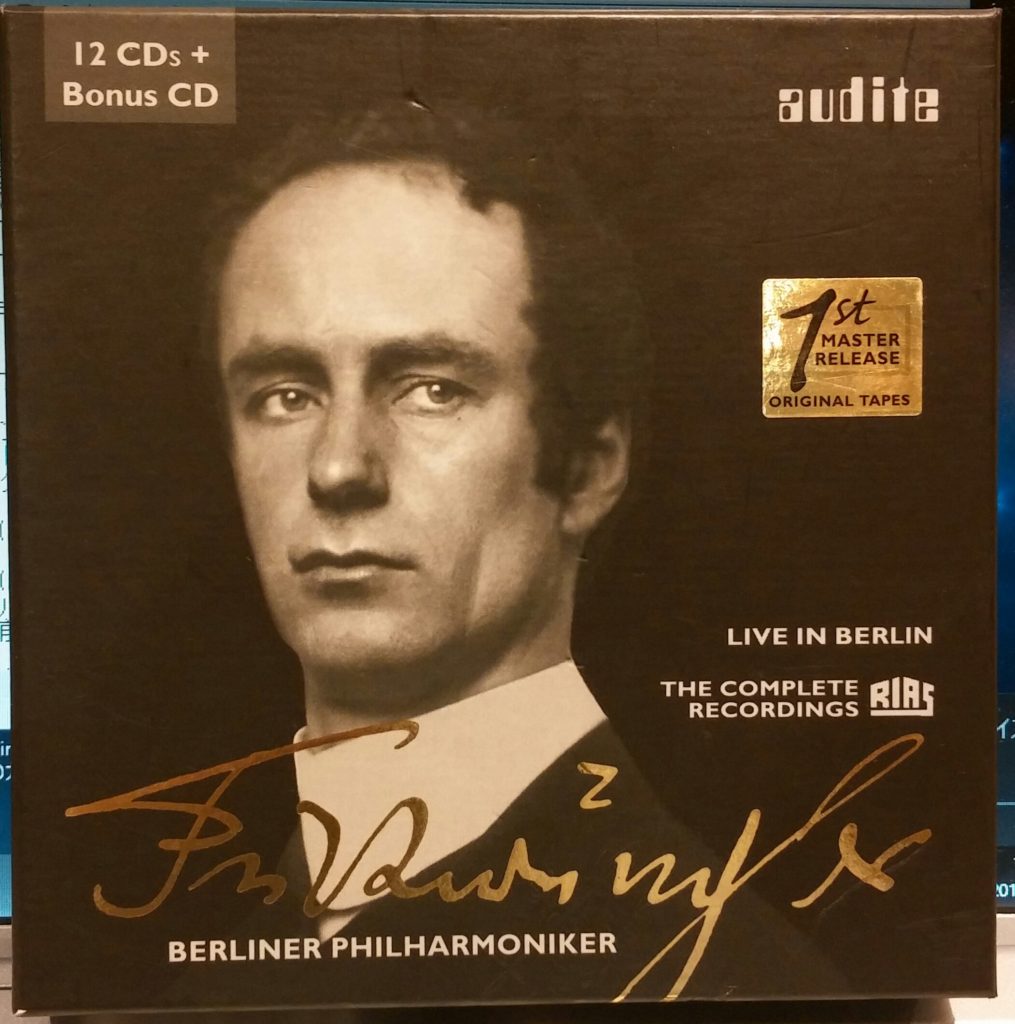 12 CDs +
Bonus CD
audite
1st
MASTER
RELEASE
ORIGINAL TAPES
LIVE IN BERLIN
THE COMPLETE
RECORDINGS RIAS
BERLINER PHILHARMONIKER